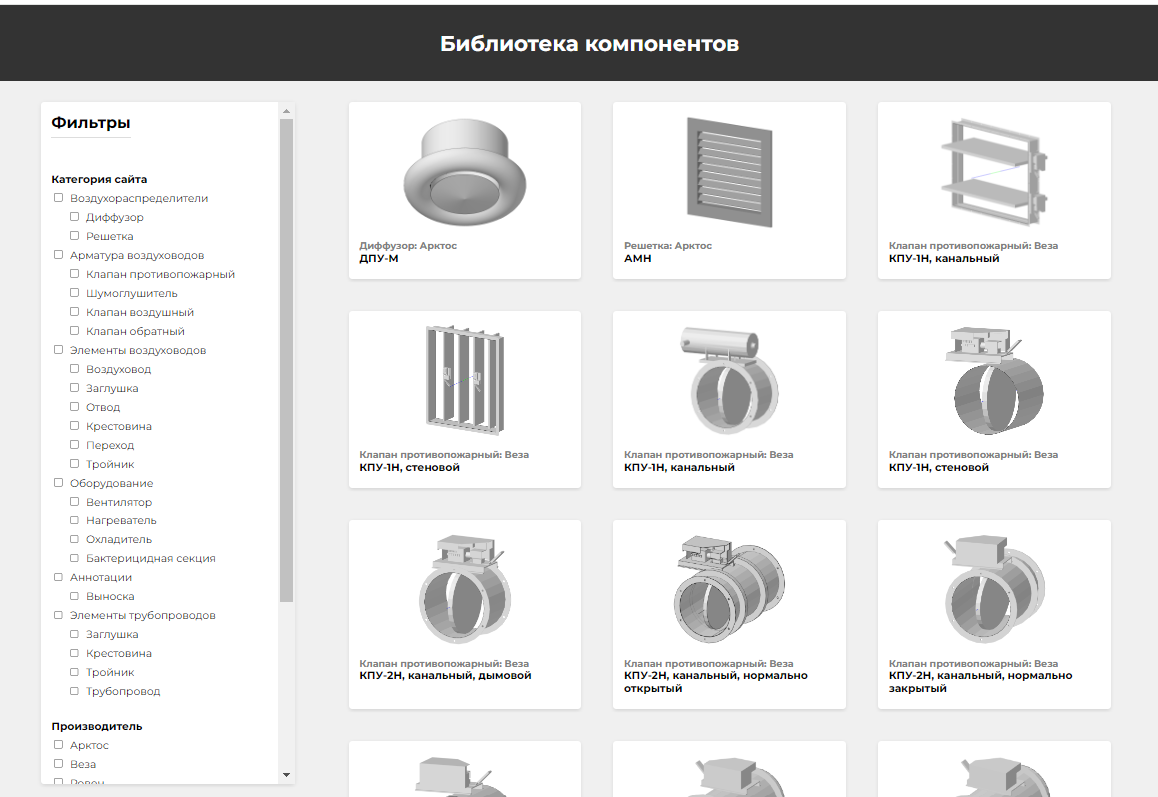 Библиотека компонентов
Фильтры
Категория сайта
Воздухораспределители
Диффузор
Решетка
Арматура воздуховодов
Клапан противопожарный
Шумоглушитель
Клапан воздушный
Клапан обратный
Элементы воздуховодов
Воздуховод
Заглушка
Отвод
Крестовина
Переход
Тройник
Оборудование
Вентилятор
Нагреватель
Охладитель
Бактерицидная секция
Аннотации
Выноска
Элементы трубопроводов
Заглушка
Крестовина
Тройник
Трубопровод
Производитель
Арктос
Веза
Диффузор: Арктос
ДПУ-М
Решетка: Арктос
АМН
Клапан противопожарный: Веза
КПУ-1Н, канальный
Клапан противопожарный: Веза
КПУ-1Н, стеновой
Клапан противопожарный: Веза
КПУ-1Н, канальный
Клапан противопожарный: Веза
КПУ-1Н, стеновой
Клапан противопожарный: Веза
КПУ-2Н, канальный, дымовой
Клапан противопожарный: Веза
КПУ-2Н, канальный, нормально
открытый
Клапан противопожарный: Веза
КПУ-2Н, канальный, нормально
закрытый